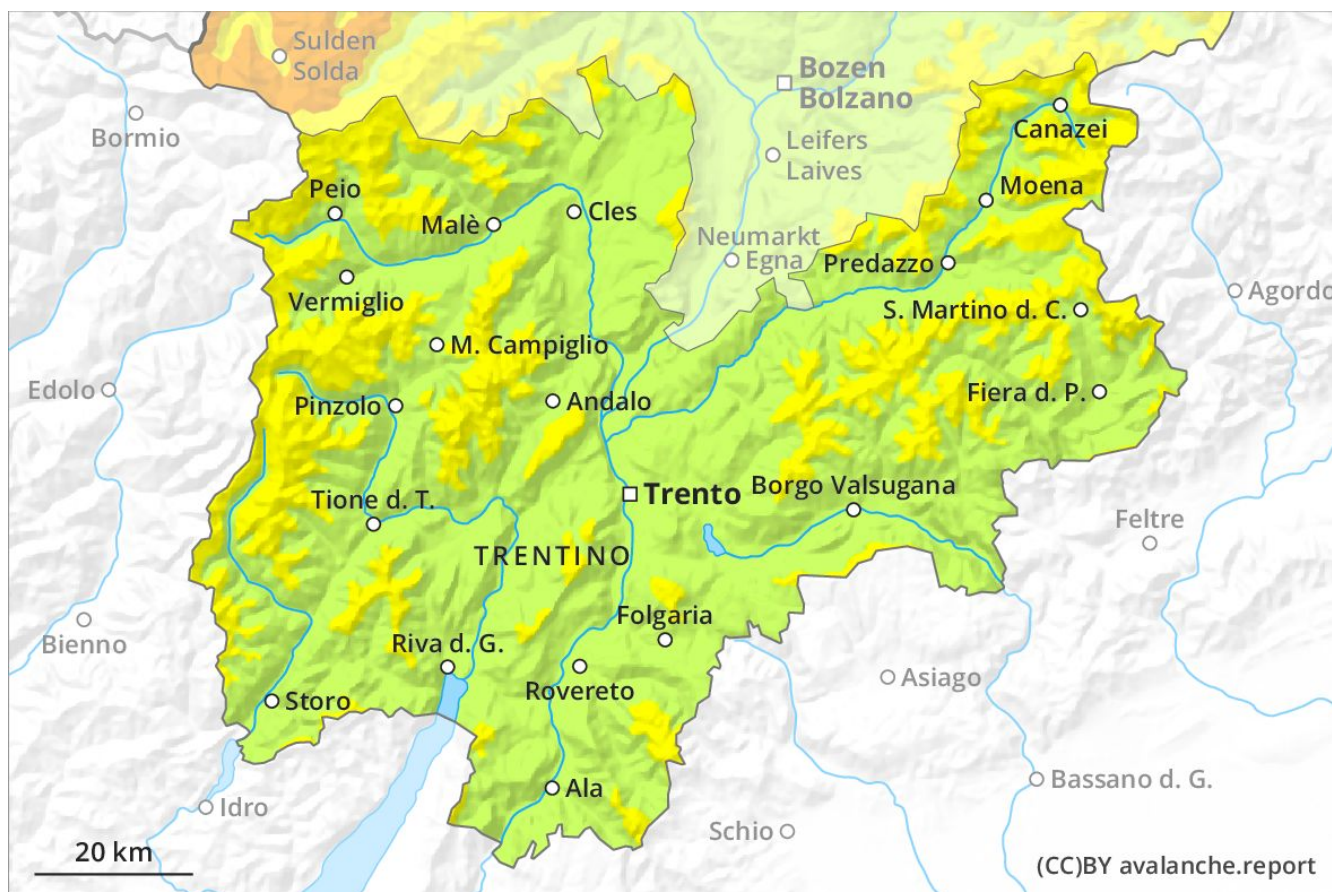 Sulden
Solda
Bozen
Bolzano
Canazei
Bormio
Leifers
Laives
Moena
Peio
Malè
Cles
Neumarkt
Egna
Predazzo
Vermiglio
Agordo
S. Martino d. C.
M. Campiglio
Edolo
Pinzolo
Andalo
Fiera d. P.
Tione d. T.
Trento
Borgo Valsugana
Feltre
TRENTINO
Bienno
Folgaria
Riva d. G.
Rovereto
Asiago
Storo
Ala
Bassano d. G.
Idro
Schio
20 km
(CC)BY avalanche.report